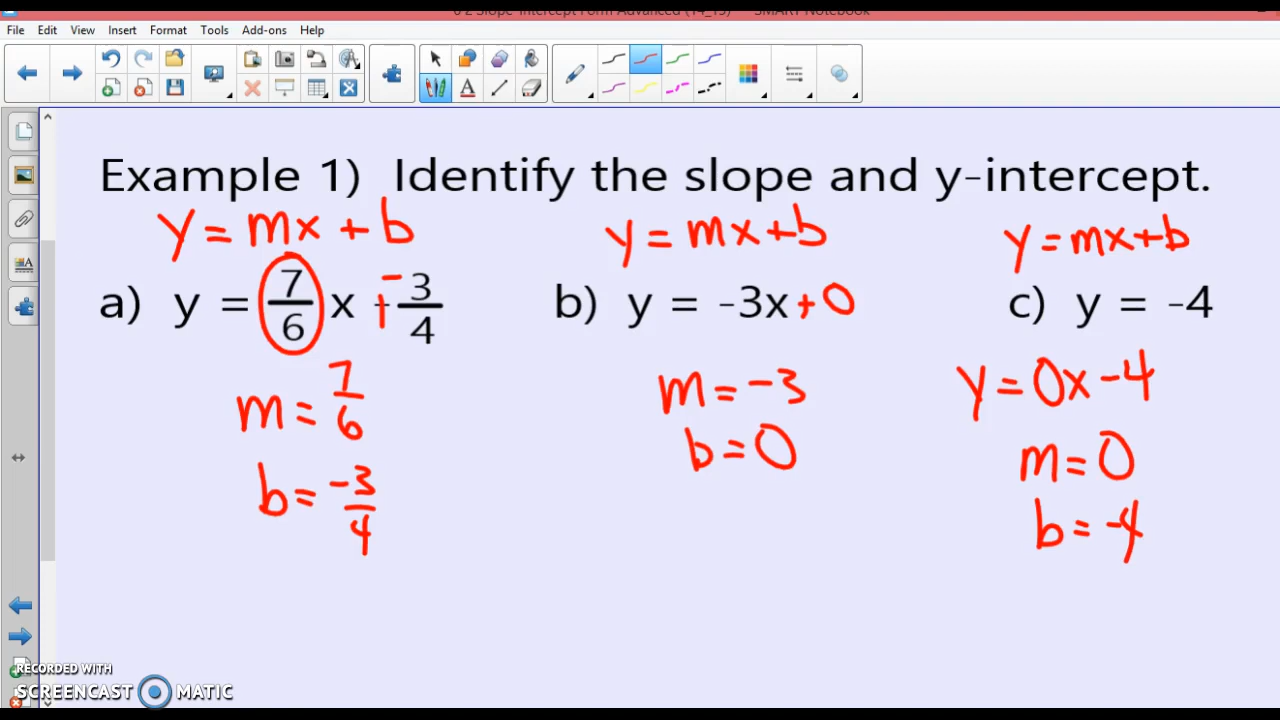 File Edit View Insert Format Tools Add-ons Help
Example 1) Identify the slope and y-intercept.
y = mx + b
y = mx+b
y = mx+b
a) y = 7/6 x + -3/4
b) y = -3x + 0
c) y = -4
m = 7/6
b = -3/4
m = -3
b = 0
y = 0x - 4
m = 0
b = -4
RECORDED WITH
SCREENCAST MATIC